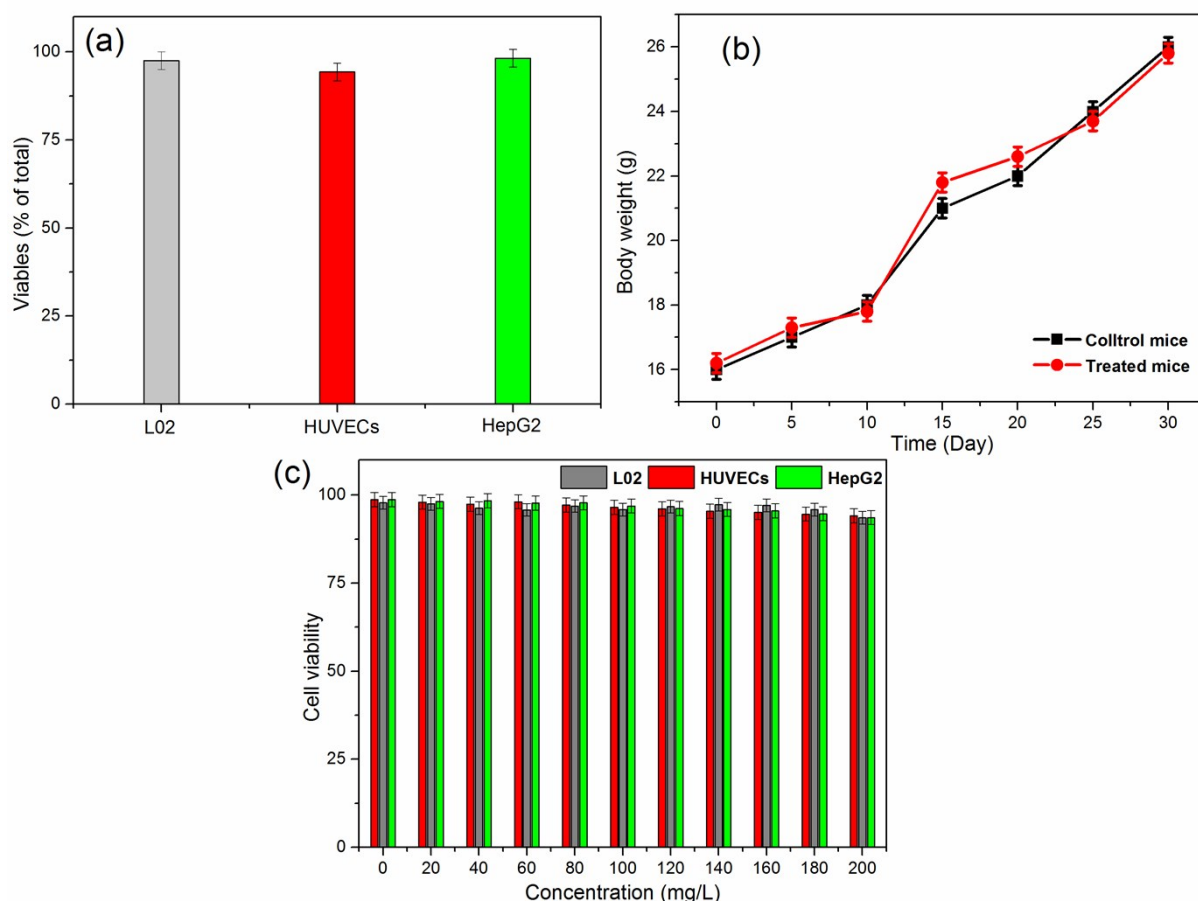 (a)
Viables (% of total)
100
75
50
25
0
L02 HUVECs HepG2
(b)
Body weight (g)
26
24
22
20
18
16
Colltrol mice
Treated mice
0 5 10 15 20 25 30
Time (Day)
(c)
L02 HUVECs HepG2
Cell viability
100
75
50
25
0
0 20 40 60 80 100 120 140 160 180 200
Concentration (mg/L)